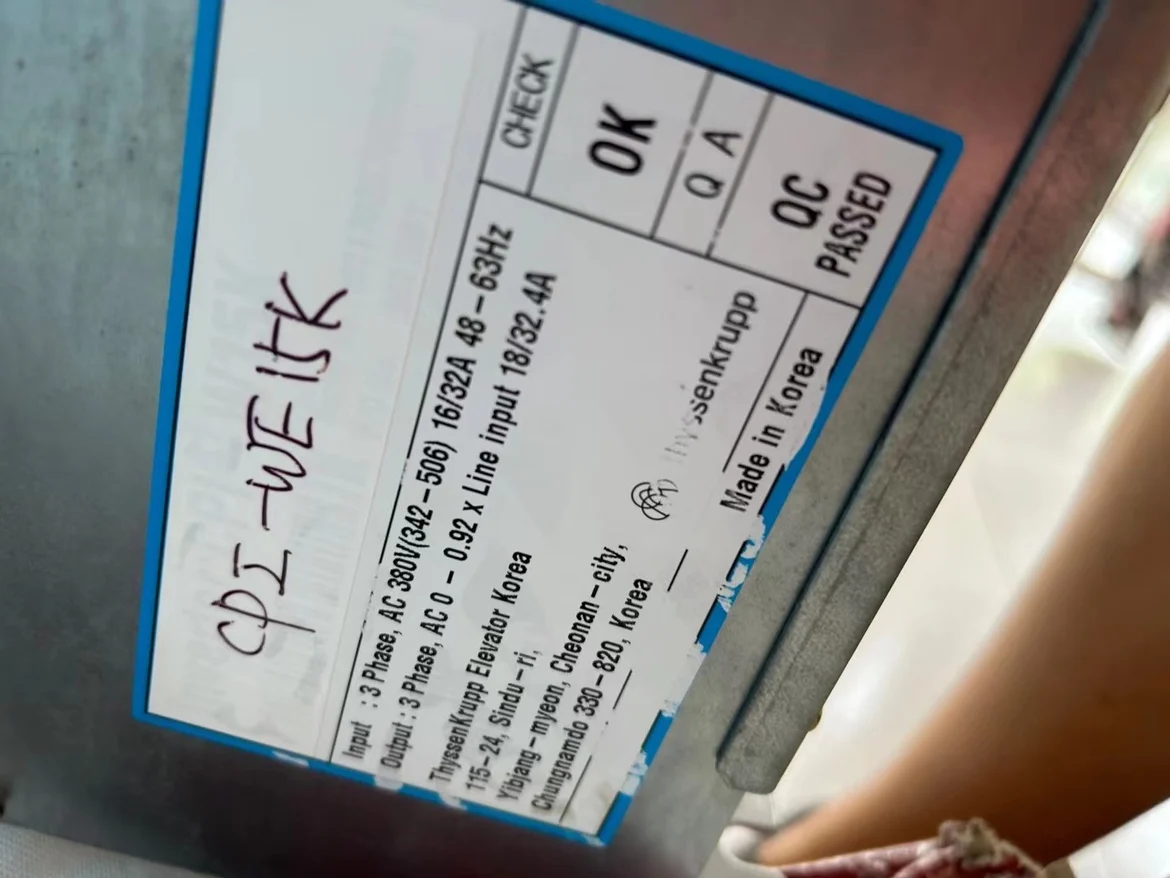 CPI-WE15K
Input : 3 Phase, AC 380V(342-506) 16/32A 48-63Hz
Output : 3 Phase, AC 0 - 0.92 x Line input 18/32.4A
ThyssenKrupp Elevator Korea
115-24, Sindu-ri,
Yibjang-myeon, Cheonan-city,
Chungnamdo 330-820, Korea
thyssenkrupp
Made in Korea
CHECK
OK
Q A
QC
PASSED